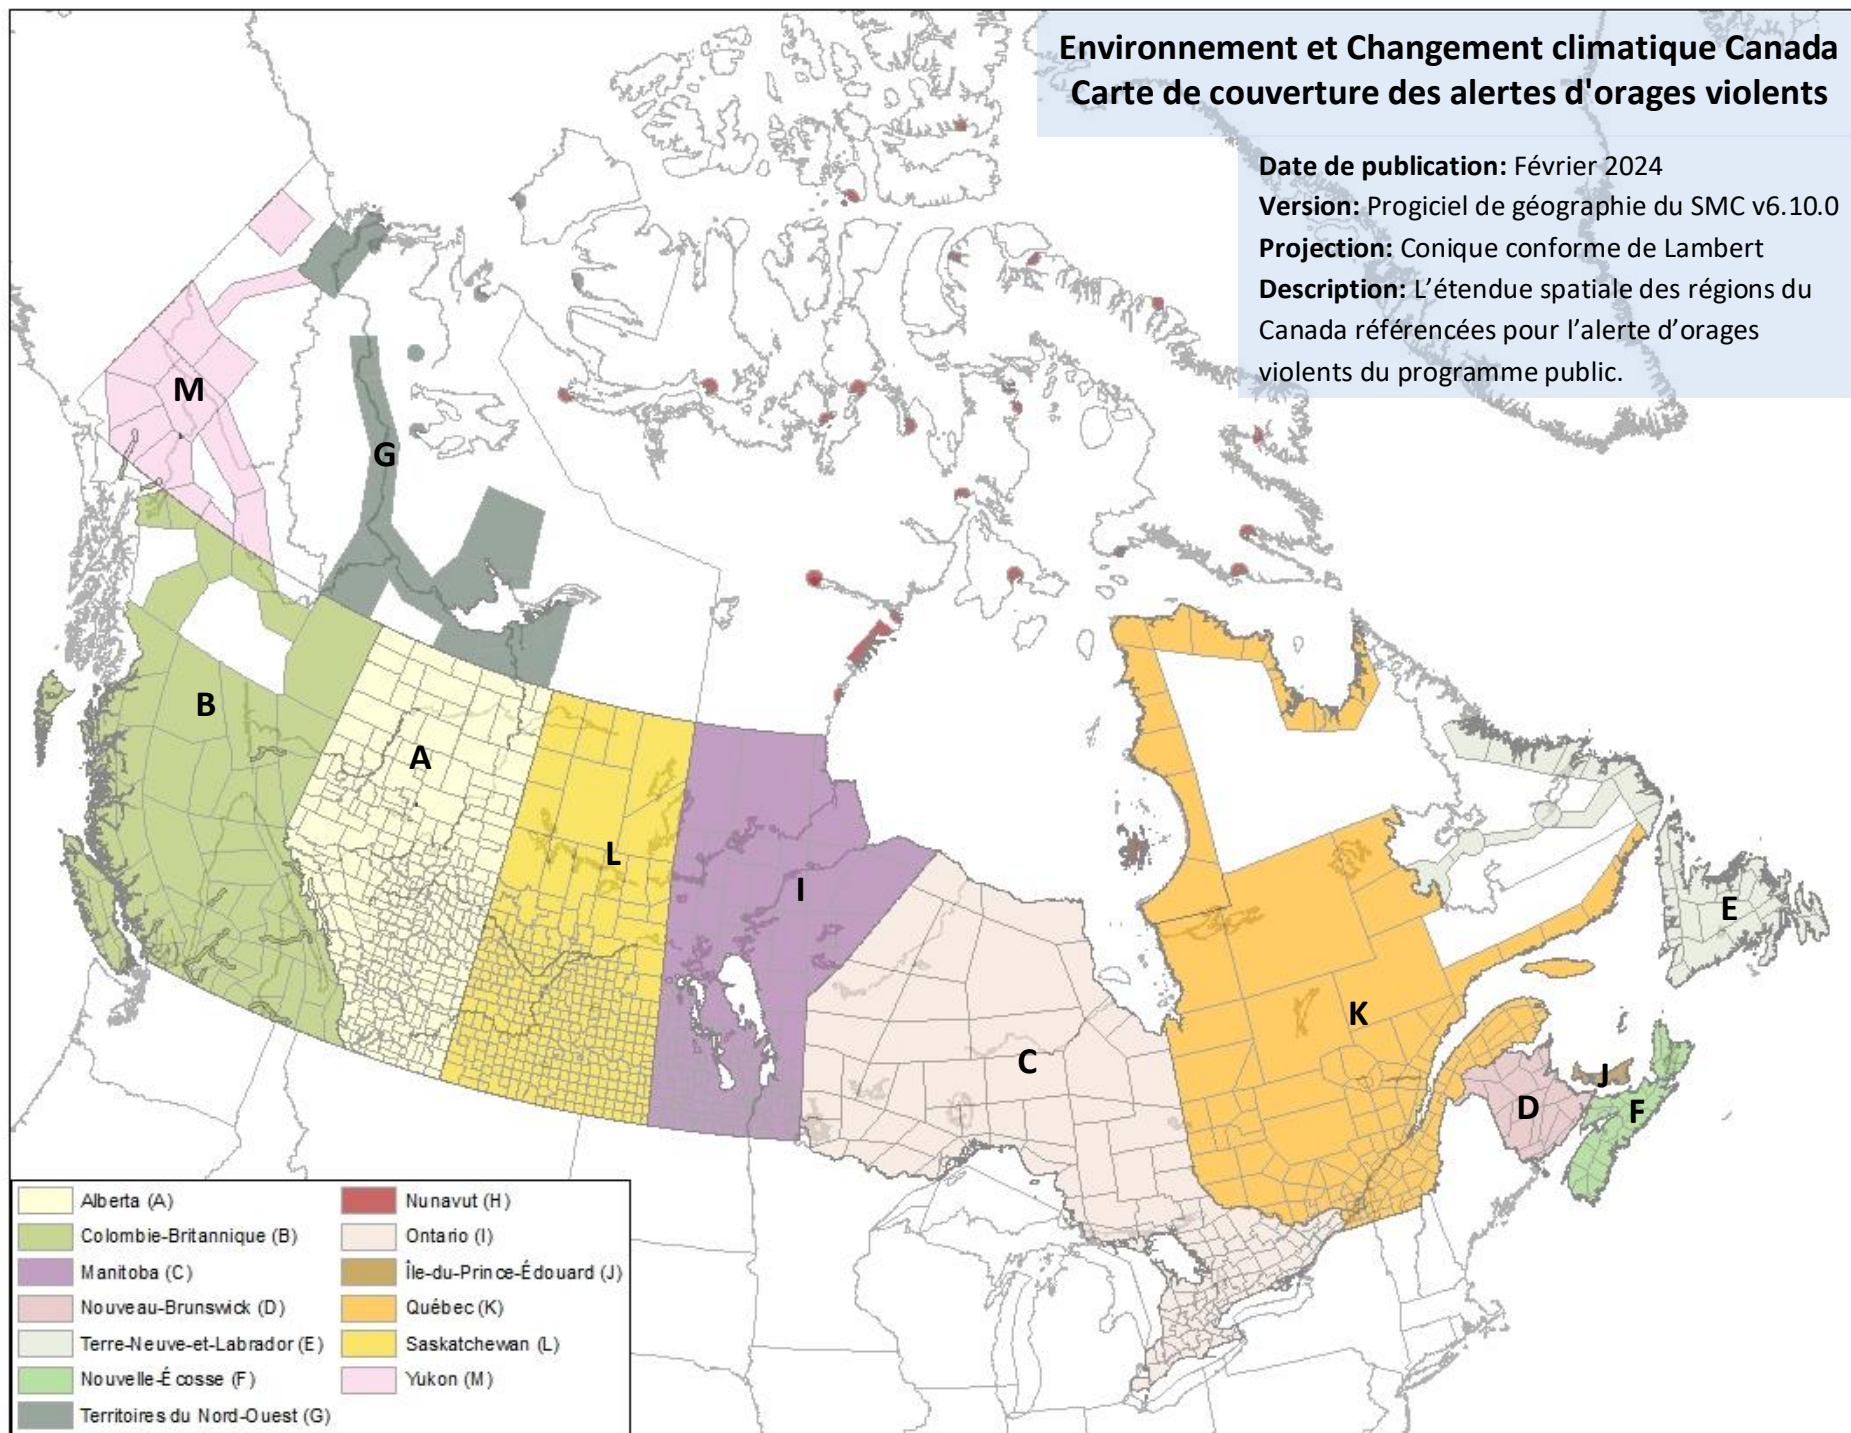 Environnement et Changement climatique Canada
Carte de couverture des alertes d'orages violents
Date de publication: Février 2024
Version: Progiciel de géographie du SMC v6.10.0
Projection: Conique conforme de Lambert
Description: L'étendue spatiale des régions du
Canada référencées pour l'alerte d'orages
violents du programme public.
M
G
B
A
L
I
E
K
C
J
D
F
Alberta (A)
Colombie-Britannique (B)
Manitoba (C)
Nouveau-Brunswick (D)
Terre-Neuve-et-Labrador (E)
Nouvelle-Écosse (F)
Territoires du Nord-Ouest (G)
Nunavut (H)
Ontario (I)
Île-du-Prince-Édouard (J)
Québec (K)
Saskatchewan (L)
Yukon (M)